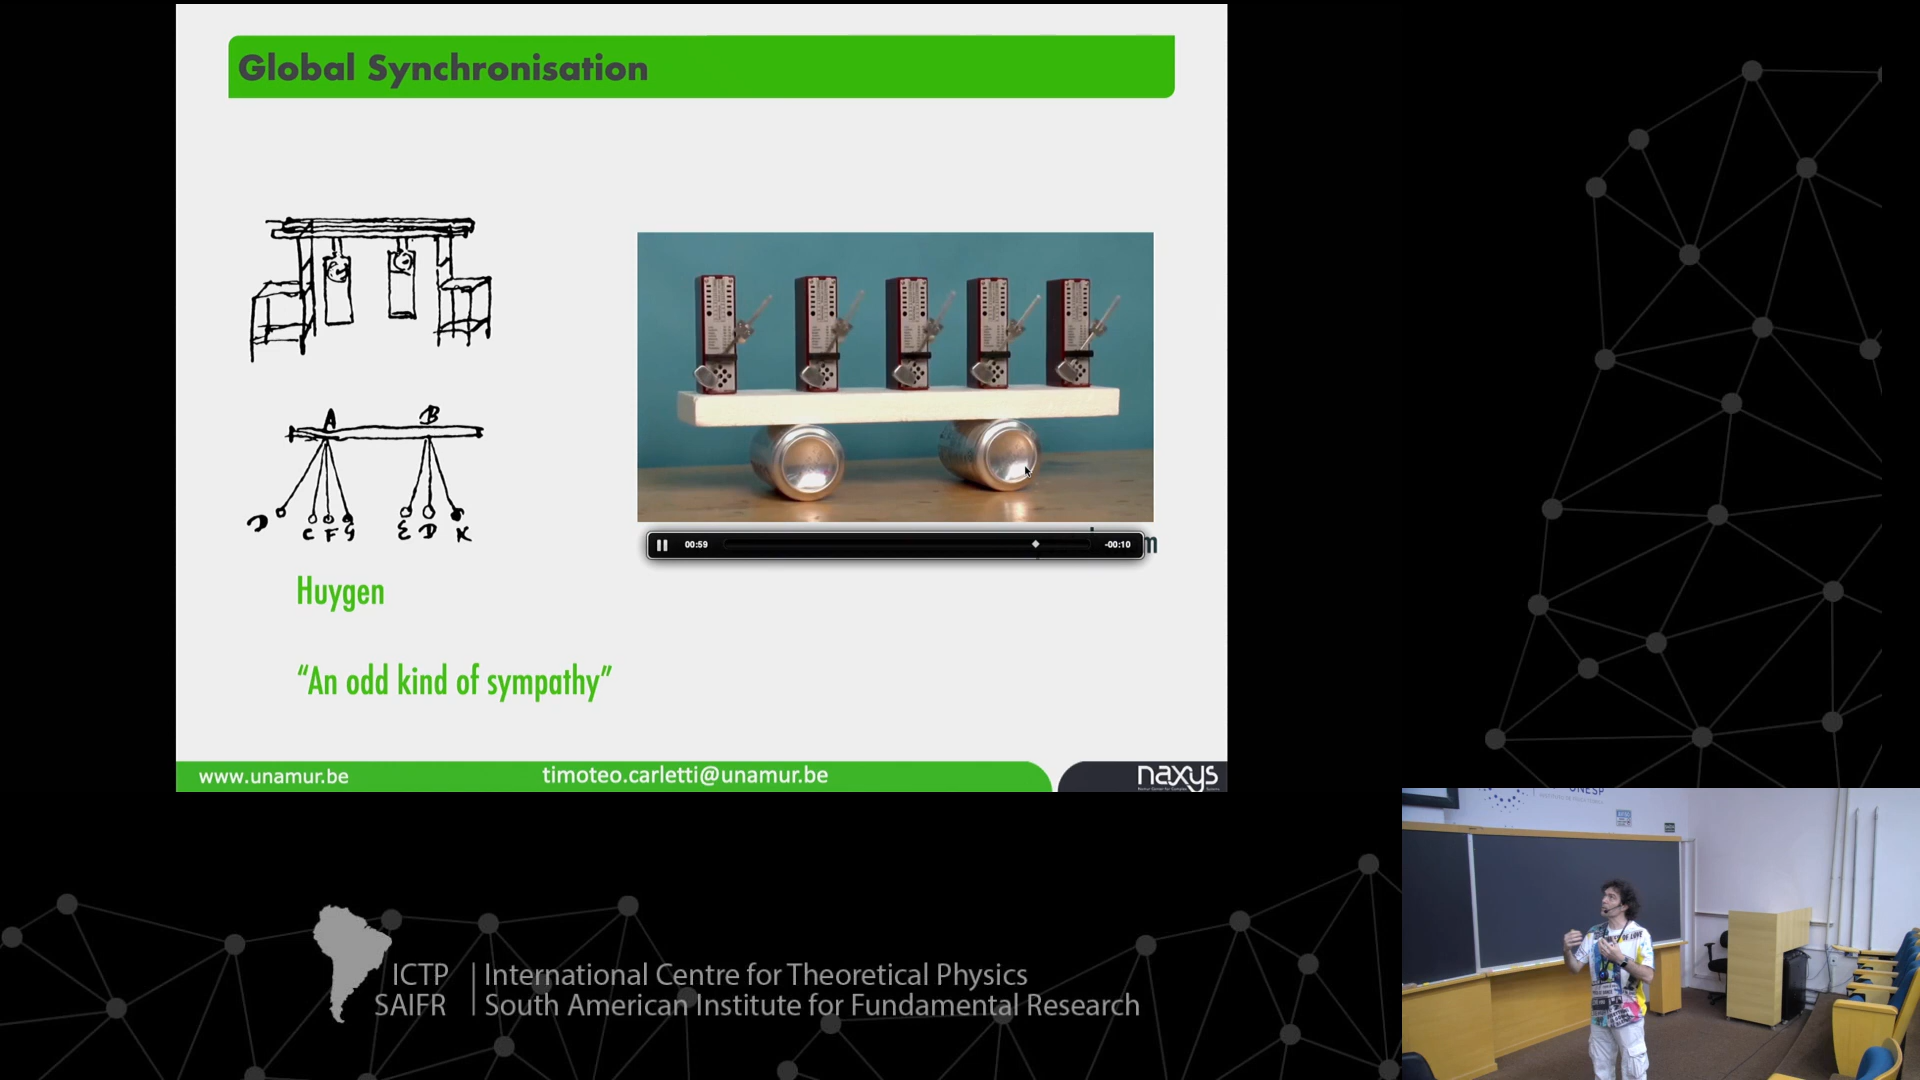 Global Synchronisation
A
B
D
C F G
E D K
00:59
-00:10
m
Huygen
“An odd kind of sympathy”
www.unamur.be
timoteo.carletti@unamur.be
naxys
UNESP
ICTP
SAIFR
International Centre for Theoretical Physics
South American Institute for Fundamental Research